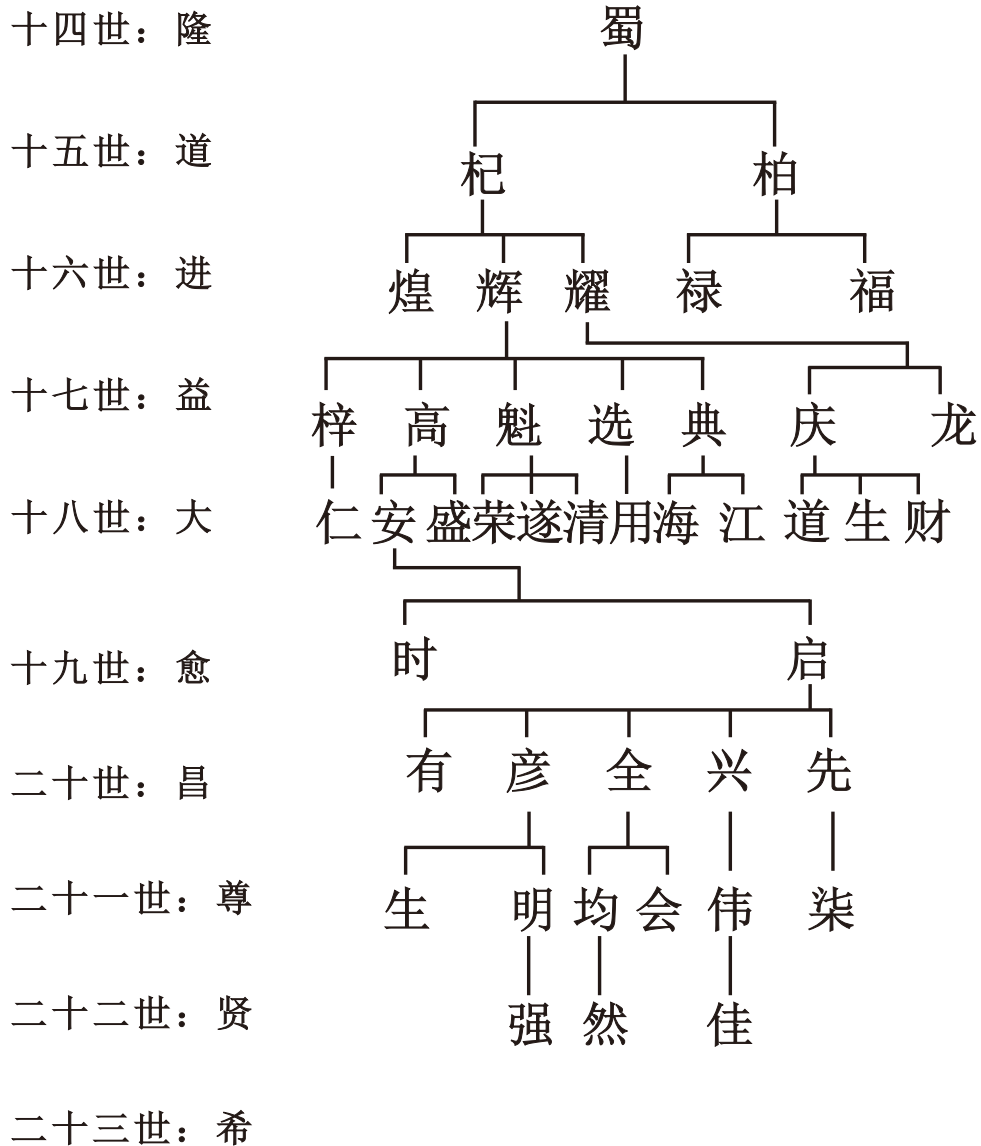 十四世：隆 蜀
十五世：道 杞 柏
十六世：进 煌 辉 耀 禄 福
十七世：益 梓 高 魁 选 典 庆 龙
十八世：大 仁 安 盛 荣 遂 清 用 海 江 道 生 财
十九世：愈 时 启
二十世：昌 有 彦 全 兴 先
二十一世：尊 生 明 均 会 伟 柒
二十二世：贤 强 然 佳
二十三世：希